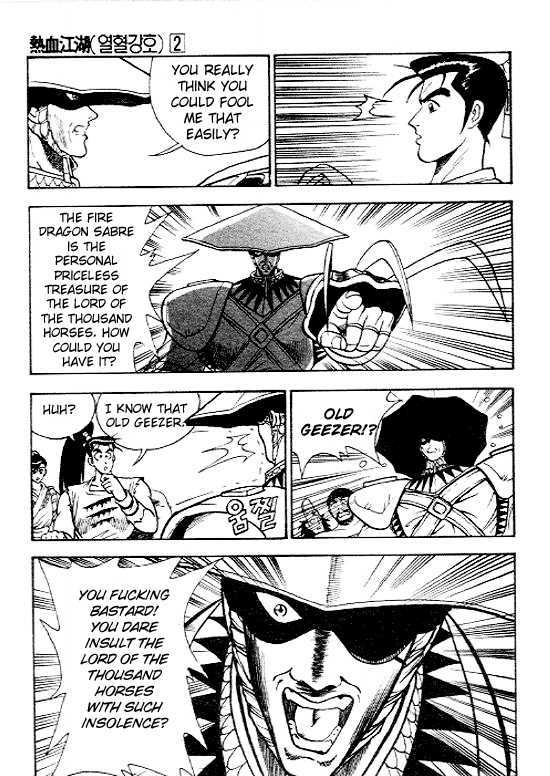 熱血江湖(열혈강호) 2
YOU REALLY
THINK YOU
COULD FOOL
ME THAT
EASILY?
THE FIRE
DRAGON SABRE
IS THE
PERSONAL
PRICELESS
TREASURE OF
THE LORD OF
THE THOUSAND
HORSES. HOW
COULD YOU
HAVE IT?
HUH?
I KNOW THAT
OLD GEEZER.
움찔
OLD
GEEZER!?
YOU FUCKING
BASTARD!
YOU DARE
INSULT THE
LORD OF THE
THOUSAND
HORSES
WITH SUCH
INSOLENCE?